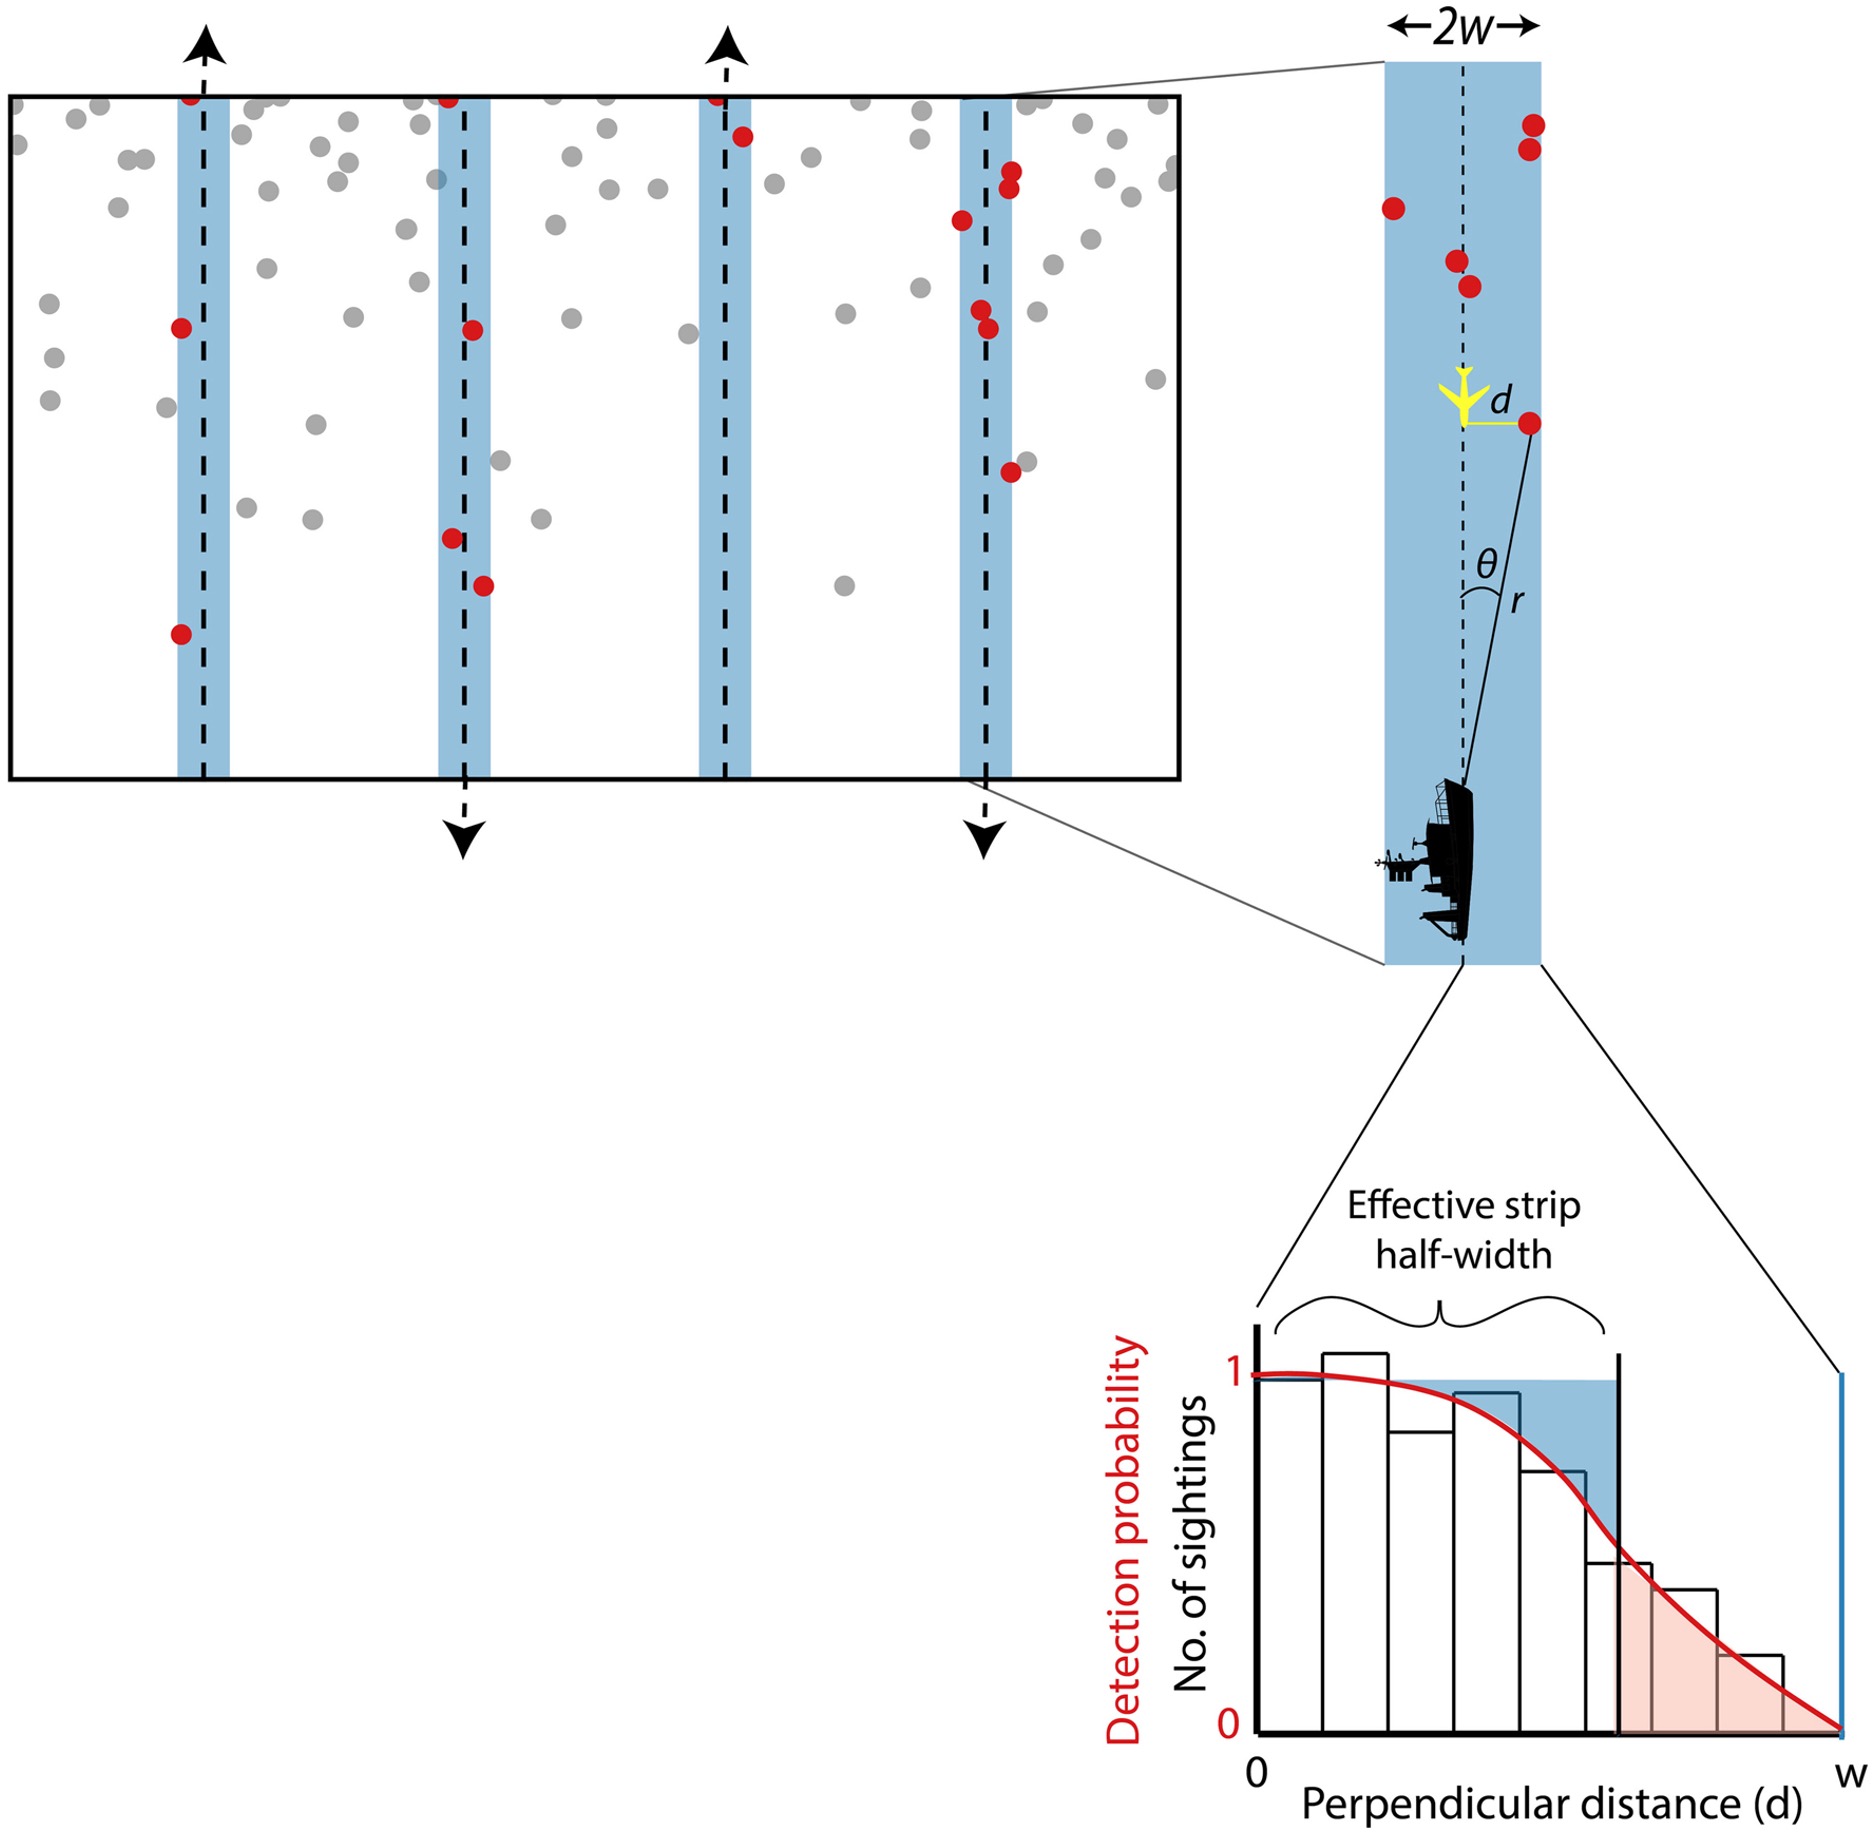 2w
d
θ
r
Effective strip
half-width
Detection probability
No. of sightings
1
0
0
w
Perpendicular distance (d)